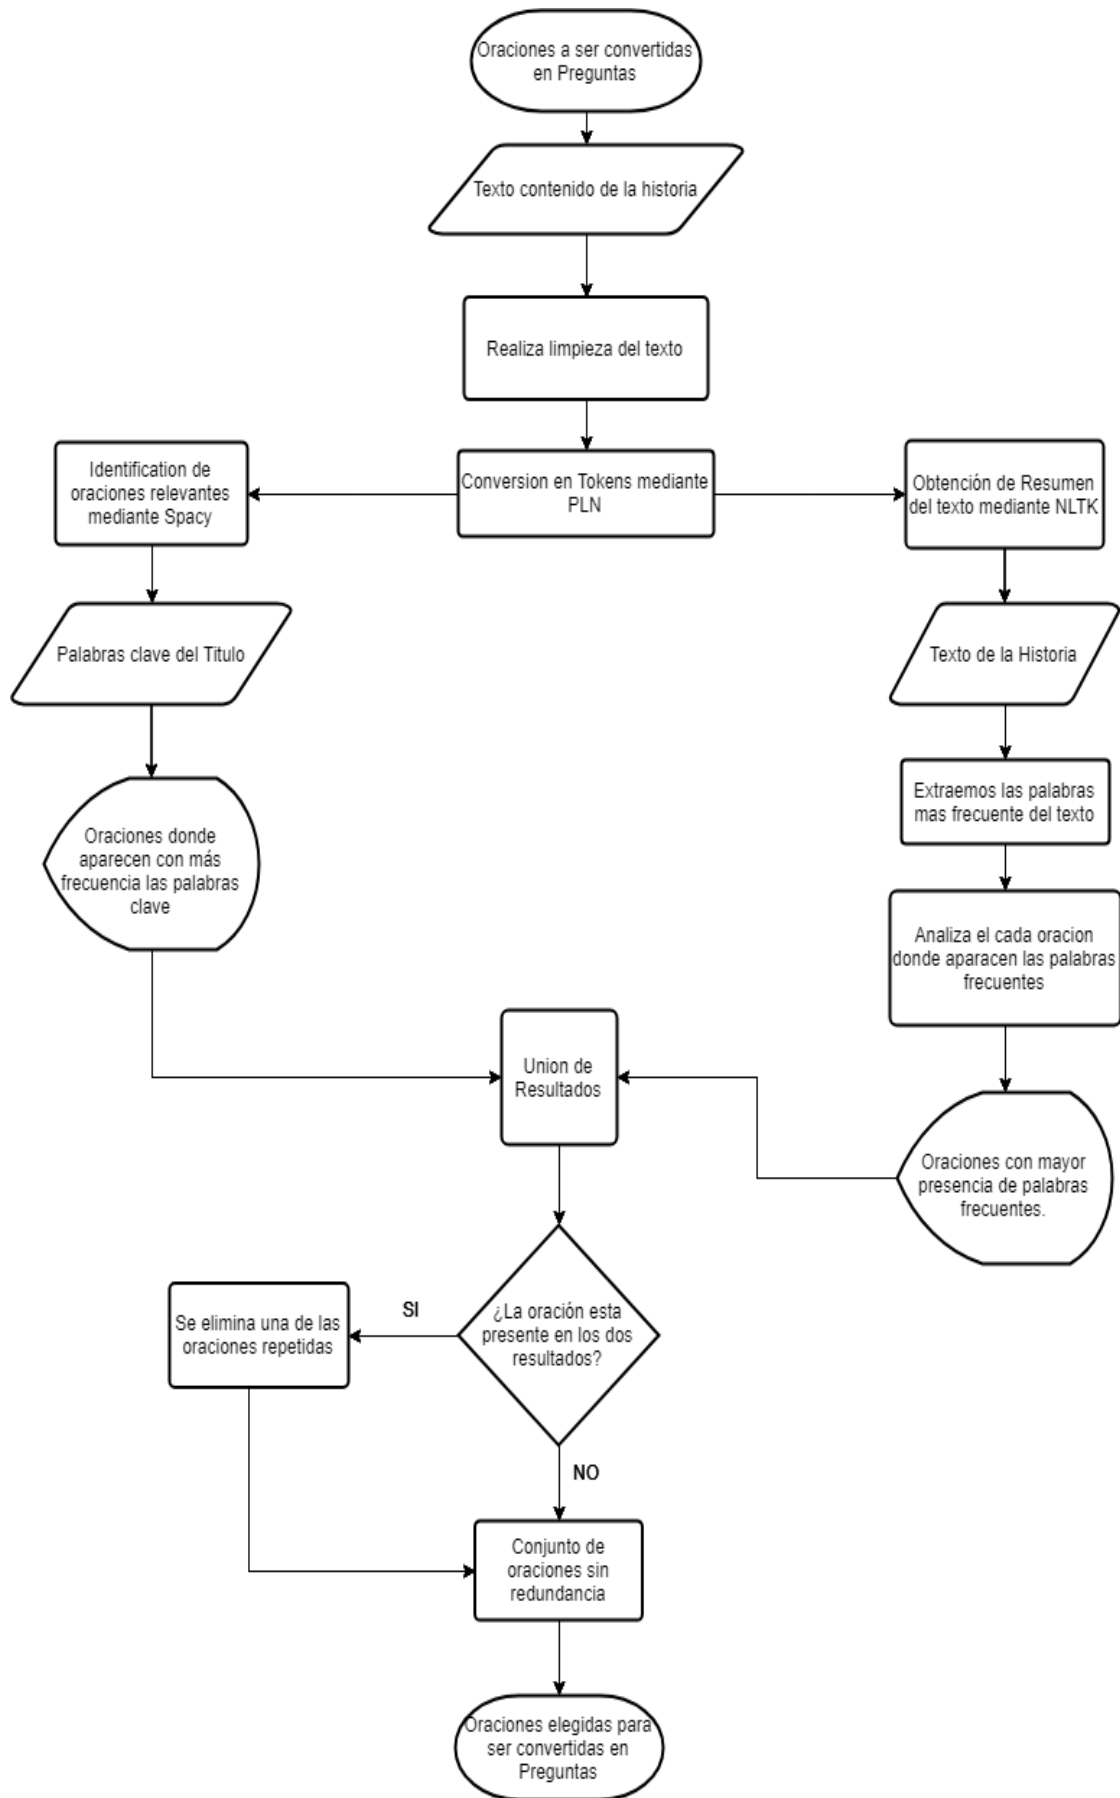 Oraciones a ser convertidas
en Preguntas
Texto contenido de la historia
Realiza limpieza del texto
Conversion en Tokens mediante
PLN
Identification de
oraciones relevantes
mediante Spacy
Palabras clave del Titulo
Oraciones donde
aparecen con más
frecuencia las palabras
clave
Obtención de Resumen
del texto mediante NLTK
Texto de la Historia
Extraemos las palabras
mas frecuente del texto
Analiza el cada oracion
donde aparacen las palabras
frecuentes
Oraciones con mayor
presencia de palabras
frecuentes.
Union de
Resultados
¿La oración esta
presente en los dos
resultados?
SI
Se elimina una de las
oraciones repetidas
NO
Conjunto de
oraciones sin
redundancia
Oraciones elegidas para
ser convertidas en
Preguntas